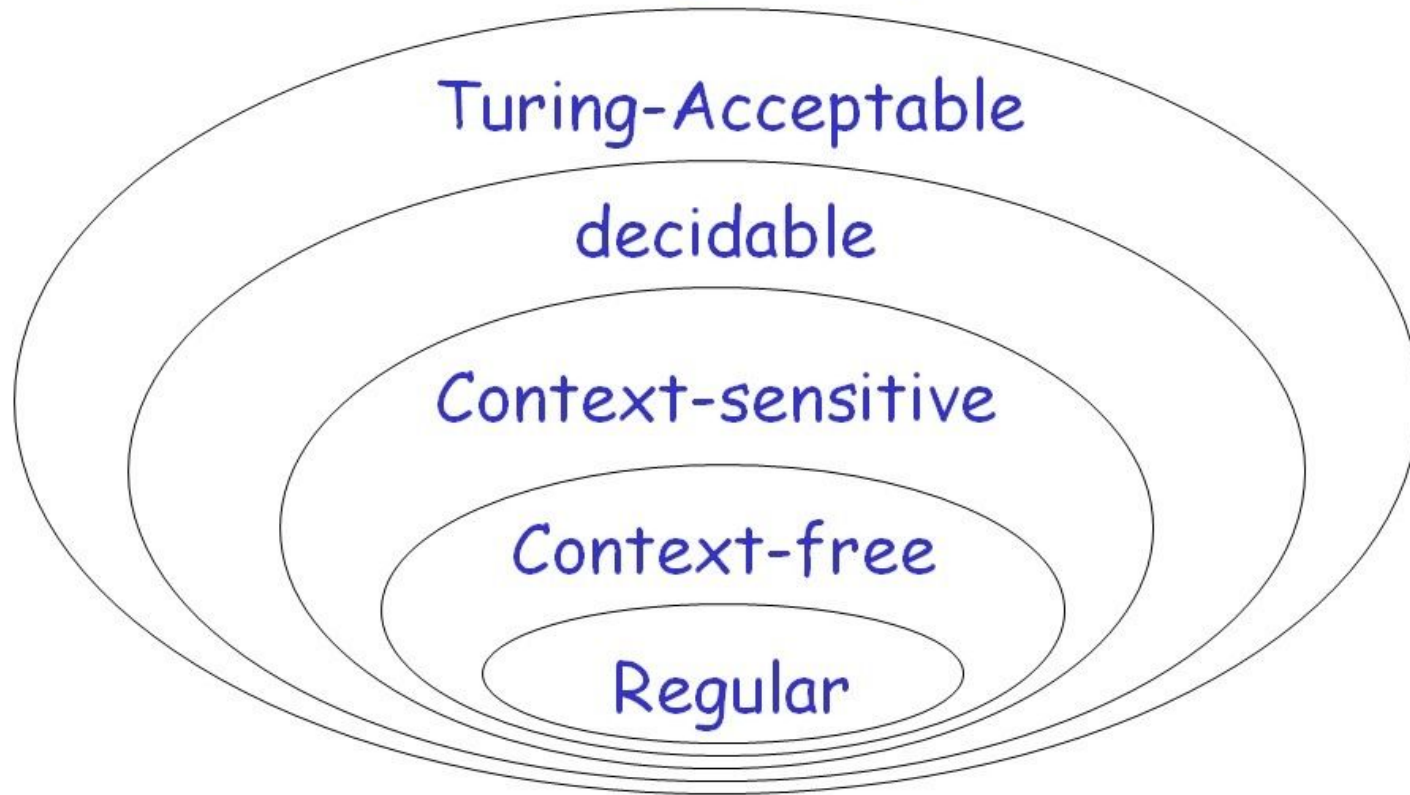 Turing-Acceptable
decidable
Context-sensitive
Context-free
Regular